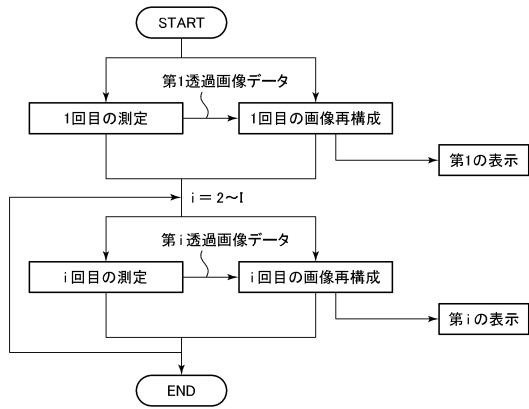 START
第1透過画像データ
1回目の測定
1回目の画像再構成
第1の表示
i = 2～I
第i透過画像データ
i回目の測定
i回目の画像再構成
第iの表示
END